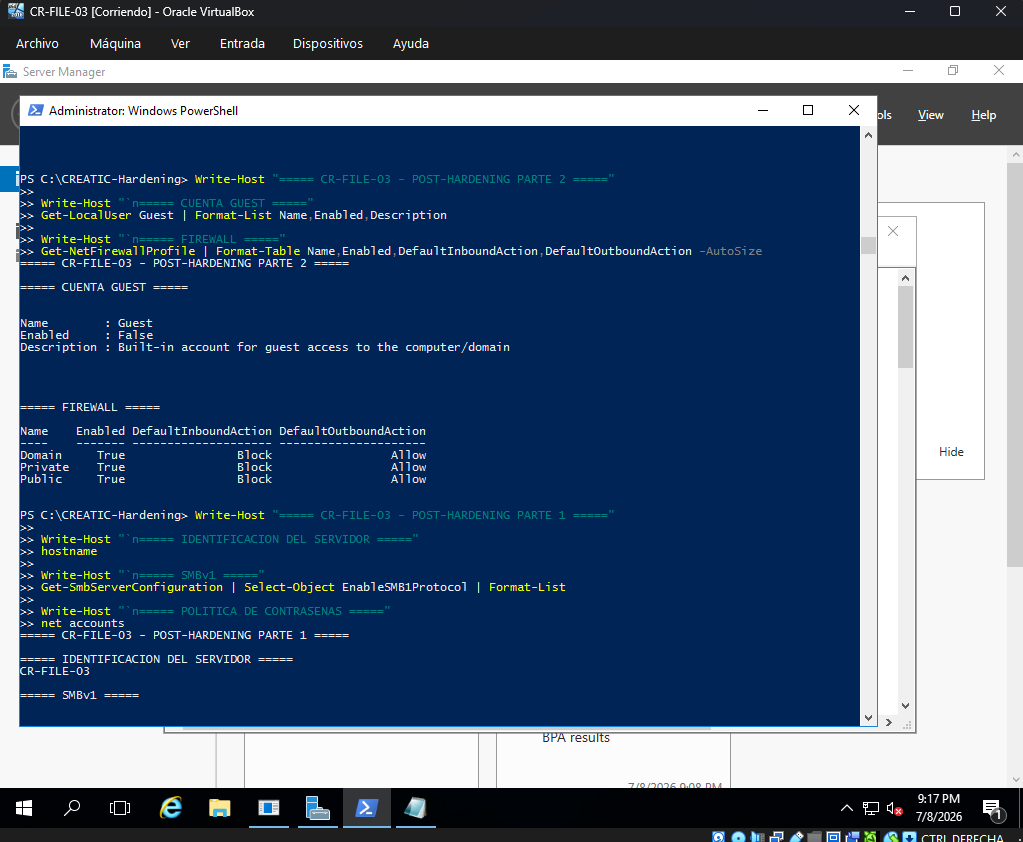 CR-FILE-03 [Corriendo] - Oracle VirtualBox
Archivo Máquina Ver Entrada Dispositivos Ayuda
Server Manager
View Help
Administrator: Windows PowerShell
PS C:\CREATIC-Hardening> Write-Host "===== CR-FILE-03 - POST-HARDENING PARTE 2 ====="
>>
>> Write-Host "`n===== CUENTA GUEST ====="
>> Get-LocalUser Guest | Format-List Name,Enabled,Description
>>
>> Write-Host "`n===== FIREWALL ====="
>> Get-NetFirewallProfile | Format-Table Name,Enabled,DefaultInboundAction,DefaultOutboundAction -AutoSize
===== CR-FILE-03 - POST-HARDENING PARTE 2 =====
===== CUENTA GUEST =====
Name : Guest
Enabled : False
Description : Built-in account for guest access to the computer/domain
===== FIREWALL =====
Name Enabled DefaultInboundAction DefaultOutboundAction
---- ------- -------------------- ---------------------
Domain True Block Allow
Private True Block Allow
Public True Block Allow
PS C:\CREATIC-Hardening> Write-Host "===== CR-FILE-03 - POST-HARDENING PARTE 1 ====="
>>
>> Write-Host "`n===== IDENTIFICACION DEL SERVIDOR ====="
>> hostname
>>
>> Write-Host "`n===== SMBv1 ====="
>> Get-SmbServerConfiguration | Select-Object EnableSMB1Protocol | Format-List
>>
>> Write-Host "`n===== POLITICA DE CONTRASENAS ====="
>> net accounts
===== CR-FILE-03 - POST-HARDENING PARTE 1 =====
===== IDENTIFICACION DEL SERVIDOR =====
CR-FILE-03
===== SMBv1 =====
Hide
BPA results
7/8/2026 9:08 PM
9:17 PM
7/8/2026
1
CTRL DERECHA